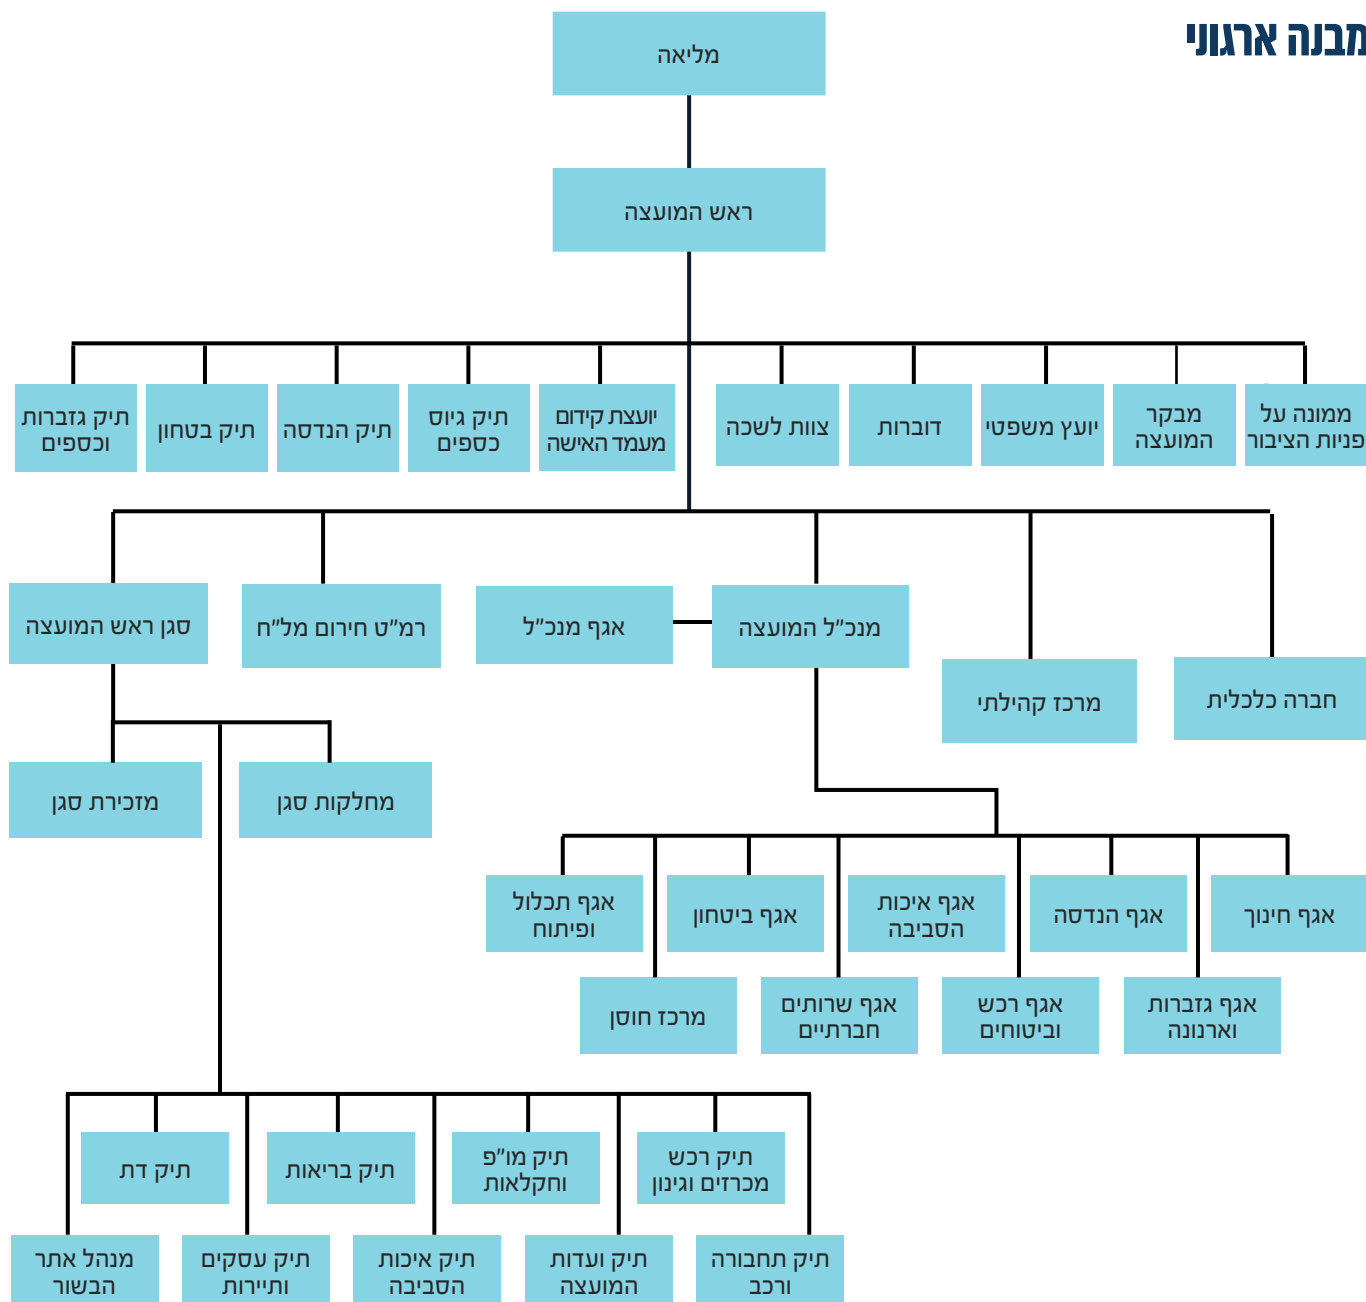 מבנה ארגוני
מליאה
ראש המועצה
ממונה על
פניות הציבור
מבקר
המועצה
יועץ משפטי
דוברות
צוות לשכה
יועצת קידום
מעמד האישה
תיק גיוס
כספים
תיק הנדסה
תיק בטחון
תיק גזברות
וכספים
חברה כלכלית
מרכז קהילתי
מנכ"ל המועצה
אגף מנכ"ל
רמ"ט חירום מל"ח
סגן ראש המועצה
מחלקות סגן
מזכירת סגן
אגף חינוך
אגף הנדסה
אגף איכות
הסביבה
אגף ביטחון
אגף תכלול
ופיתוח
אגף גזברות
וארנונה
אגף רכש
וביטוחים
אגף שרותים
חברתיים
מרכז חוסן
תיק רכש
מכרזים וגינון
תיק מו"פ
וחקלאות
תיק בריאות
תיק דת
תיק תחבורה
ורכב
תיק ועדות
המועצה
תיק איכות
הסביבה
תיק עסקים
ותיירות
מנהל אתר
הבשור